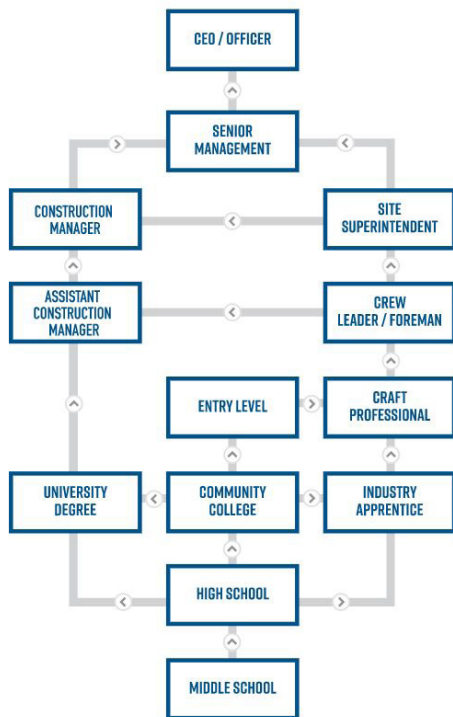 CEO / OFFICER
SENIOR
MANAGEMENT
CONSTRUCTION
MANAGER
SITE
SUPERINTENDENT
ASSISTANT
CONSTRUCTION
MANAGER
CREW
LEADER / FOREMAN
ENTRY LEVEL
CRAFT
PROFESSIONAL
UNIVERSITY
DEGREE
COMMUNITY
COLLEGE
INDUSTRY
APPRENTICE
HIGH SCHOOL
MIDDLE SCHOOL